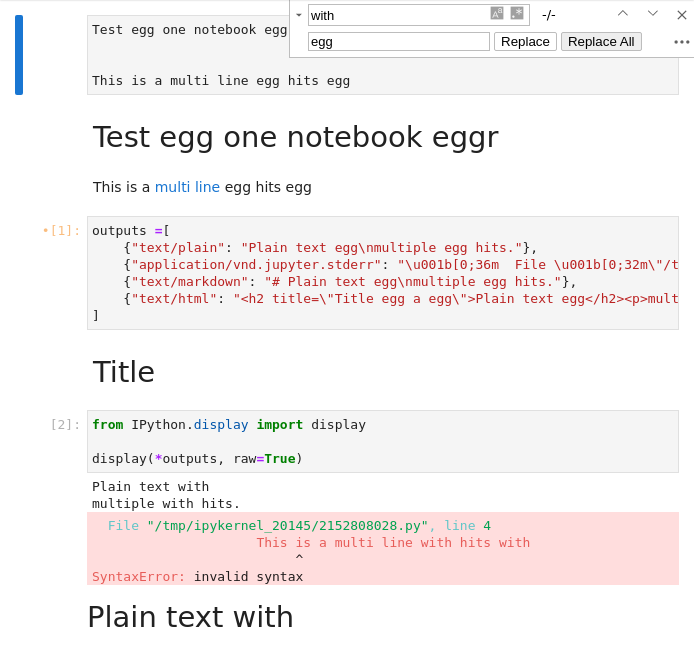 with -/-
egg Replace Replace All
Test egg one notebook egg
This is a multi line egg hits egg
Test egg one notebook eggr
This is a multi line egg hits egg
•[1]: outputs =[
{"text/plain": "Plain text egg\nmultiple egg hits."},
{"application/vnd.jupyter.stderr": "\u001b[0;36m  File \u001b[0;32m\"/t
{"text/markdown": "# Plain text egg\nmultiple egg hits."},
{"text/html": "<h2 title=\"Title egg a egg\">Plain text egg</h2><p>mult
]
Title
[2]: from IPython.display import display
display(*outputs, raw=True)
Plain text with
multiple with hits.
File "/tmp/ipykernel_20145/2152808028.py", line 4
This is a multi line with hits with
^
SyntaxError: invalid syntax
Plain text with